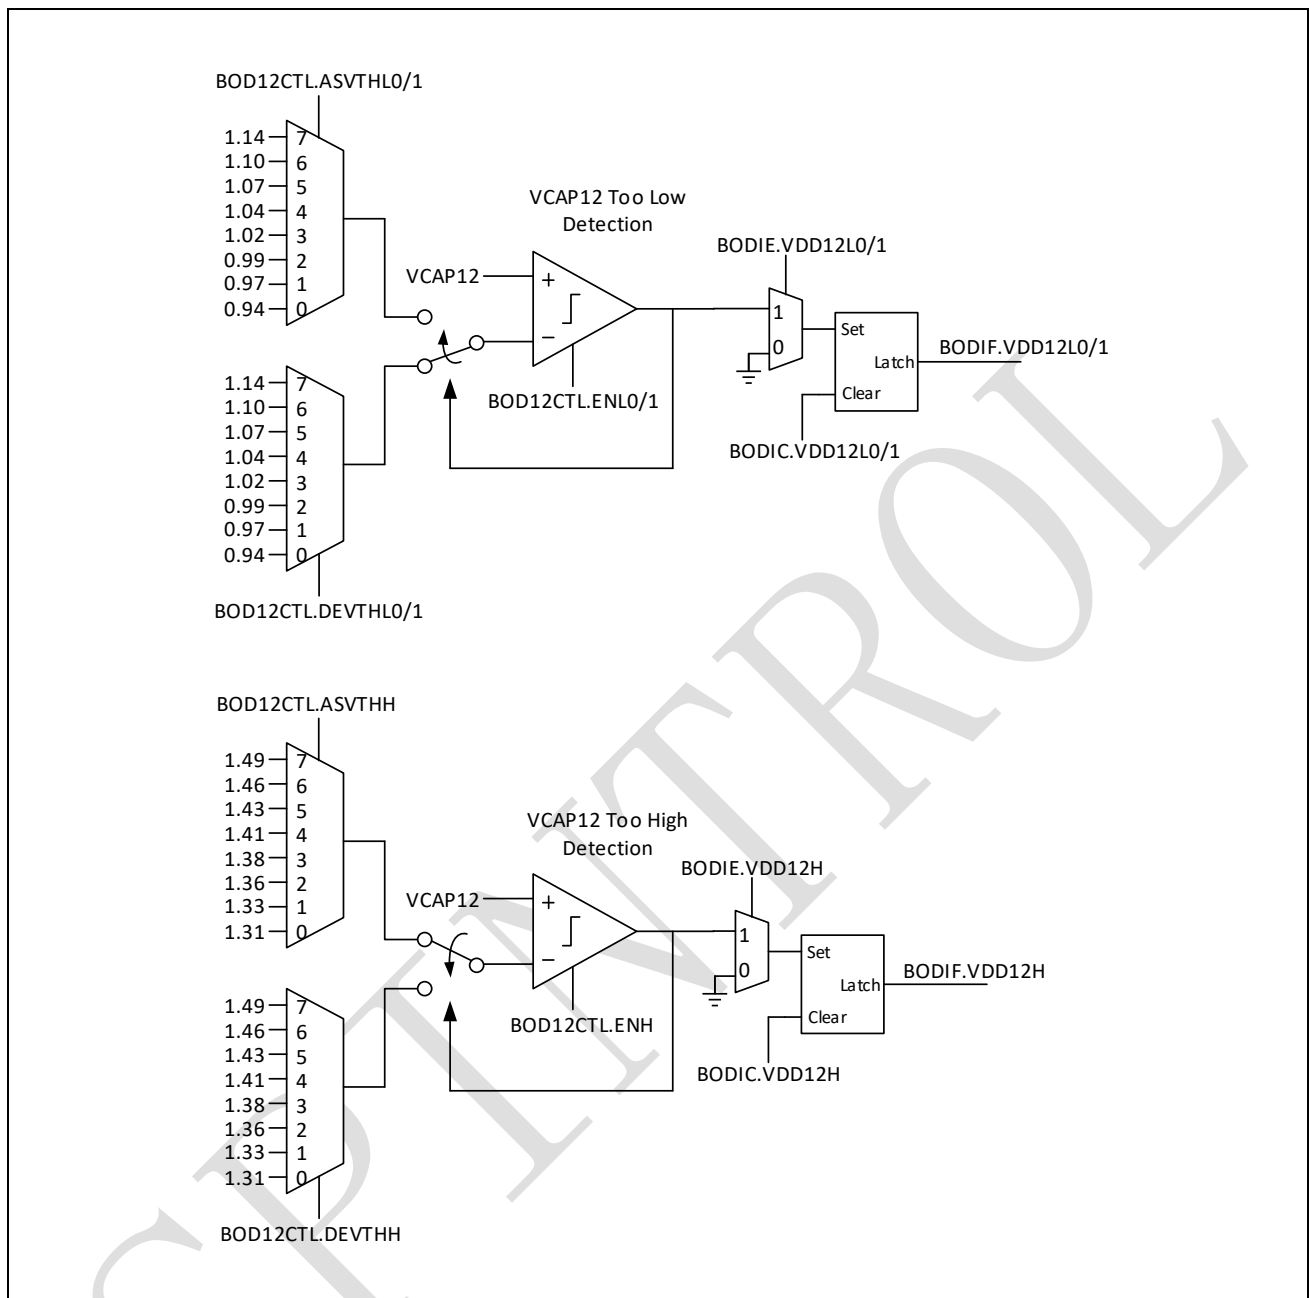 BOD12CTL.ASVTHL0/1
1.14 7
1.10 6
1.07 5
1.04 4
1.02 3
0.99 2
0.97 1
0.94 0
VCAP12 Too Low
Detection
VCAP12
+
−
BOD12CTL.ENL0/1
BODIE.VDD12L0/1
1
0
Set
Latch
Clear
BODIF.VDD12L0/1
BODIC.VDD12L0/1
1.14 7
1.10 6
1.07 5
1.04 4
1.02 3
0.99 2
0.97 1
0.94 0
BOD12CTL.DEVTHL0/1
BOD12CTL.ASVTHH
1.49 7
1.46 6
1.43 5
1.41 4
1.38 3
1.36 2
1.33 1
1.31 0
VCAP12 Too High
Detection
VCAP12
+
−
BOD12CTL.ENH
BODIE.VDD12H
1
0
Set
Latch
Clear
BODIF.VDD12H
BODIC.VDD12H
1.49 7
1.46 6
1.43 5
1.41 4
1.38 3
1.36 2
1.33 1
1.31 0
BOD12CTL.DEVTHH
SPINTROL